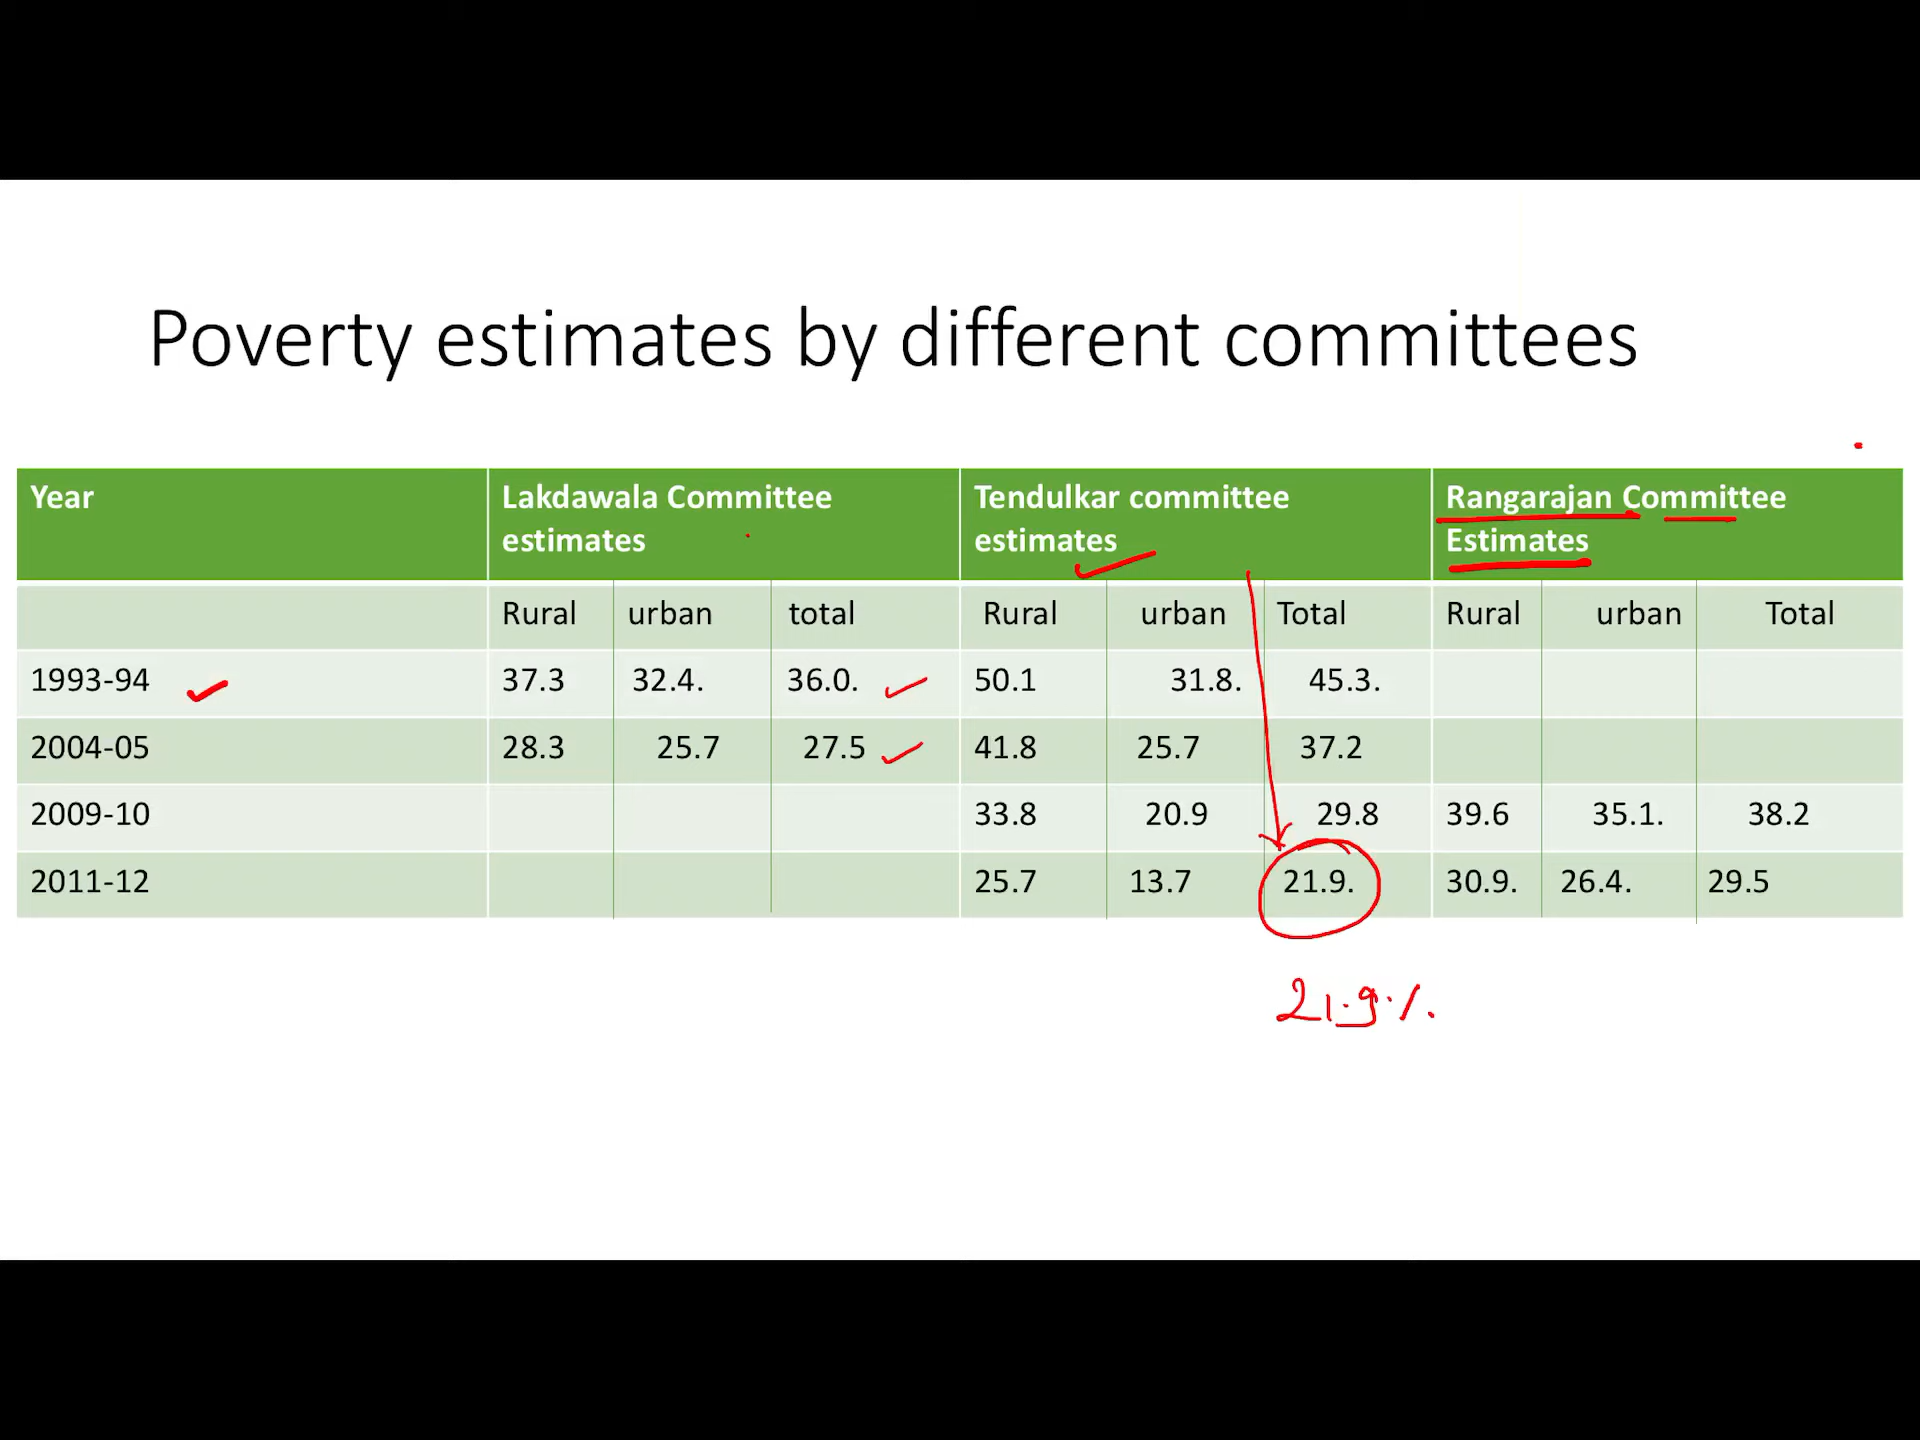 Poverty estimates by different committees
Year Lakdawala Committee estimates Tendulkar committee estimates Rangarajan Committee Estimates
Rural urban total Rural urban Total Rural urban Total
1993-94 37.3 32.4. 36.0. 50.1 31.8. 45.3.
2004-05 28.3 25.7 27.5 41.8 25.7 37.2
2009-10 33.8 20.9 29.8 39.6 35.1. 38.2
2011-12 25.7 13.7 21.9. 30.9. 26.4. 29.5
21.9%